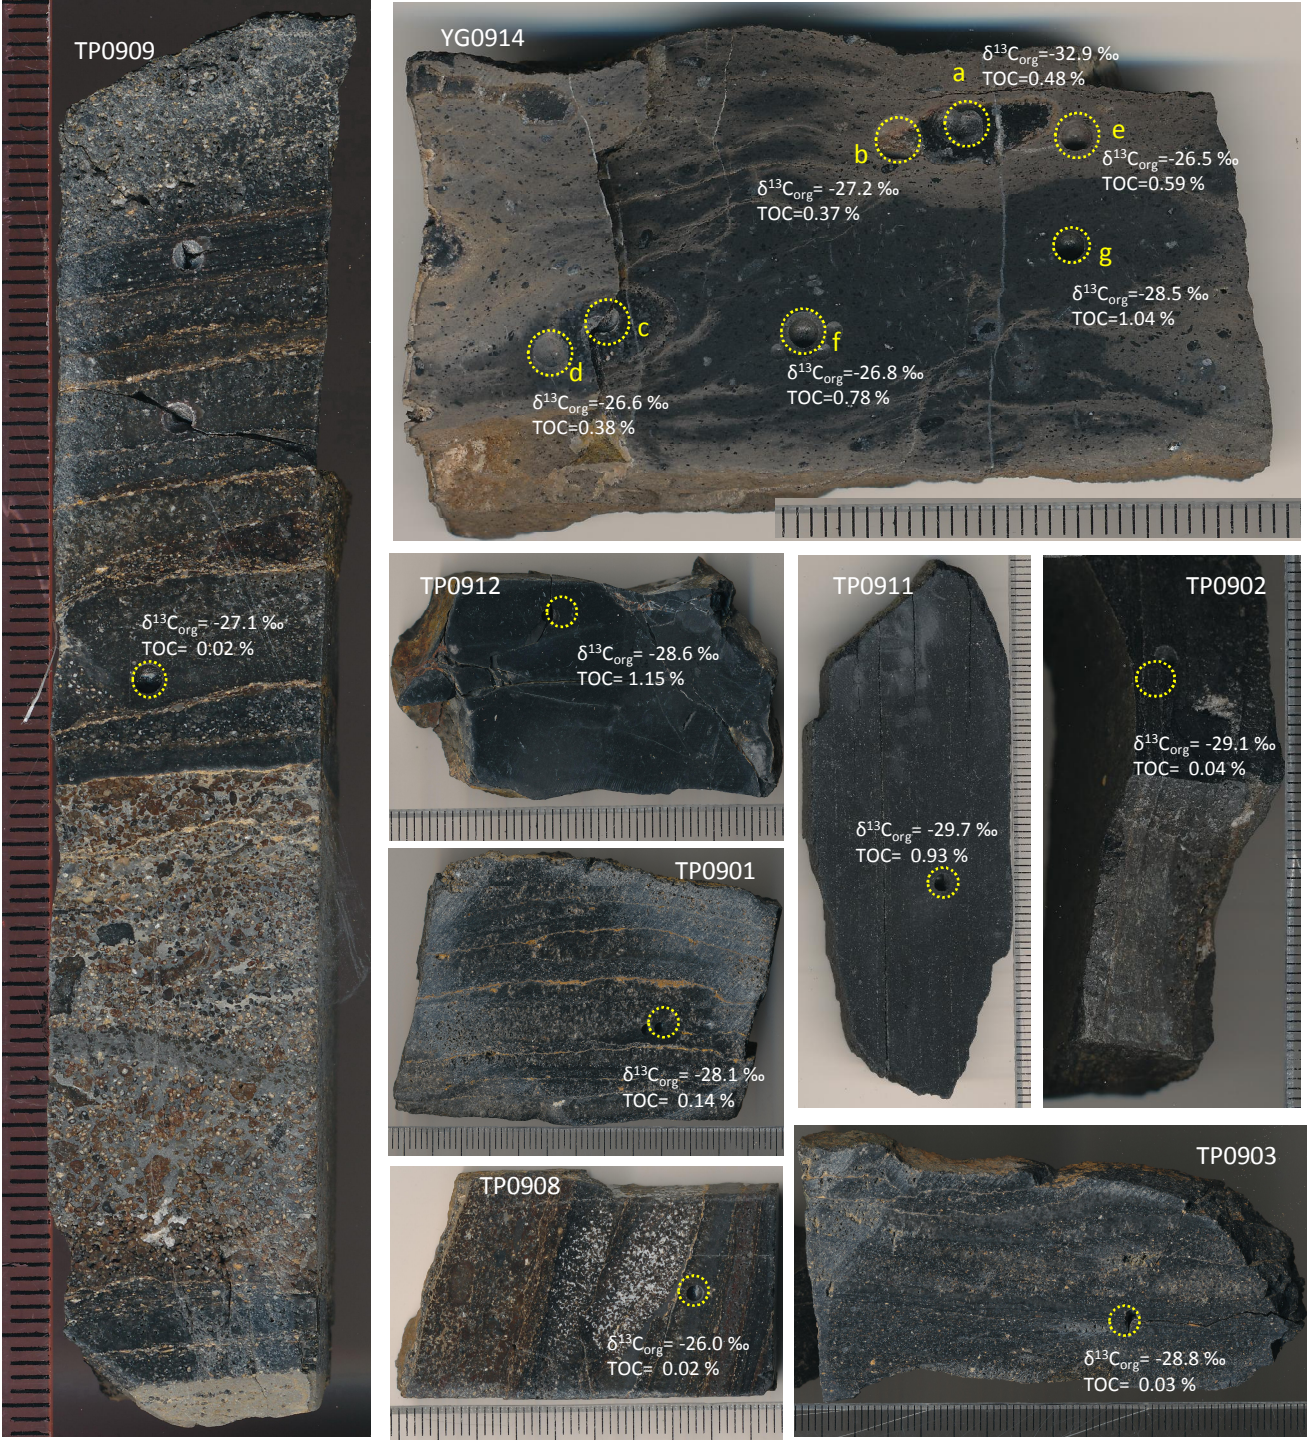 TP0909
δ13Corg= -27.1 ‰
TOC= 0.02 %
YG0914
a
δ13Corg=-32.9 ‰
TOC=0.48 %
b
δ13Corg= -27.2 ‰
TOC=0.37 %
e
δ13Corg=-26.5 ‰
TOC=0.59 %
g
δ13Corg=-28.5 ‰
TOC=1.04 %
c
d
δ13Corg=-26.6 ‰
TOC=0.38 %
f
δ13Corg=-26.8 ‰
TOC=0.78 %
TP0912
δ13Corg= -28.6 ‰
TOC= 1.15 %
TP0911
δ13Corg= -29.7 ‰
TOC= 0.93 %
TP0902
δ13Corg= -29.1 ‰
TOC= 0.04 %
TP0901
δ13Corg= -28.1 ‰
TOC= 0.14 %
TP0908
δ13Corg= -26.0 ‰
TOC= 0.02 %
TP0903
δ13Corg= -28.8 ‰
TOC= 0.03 %